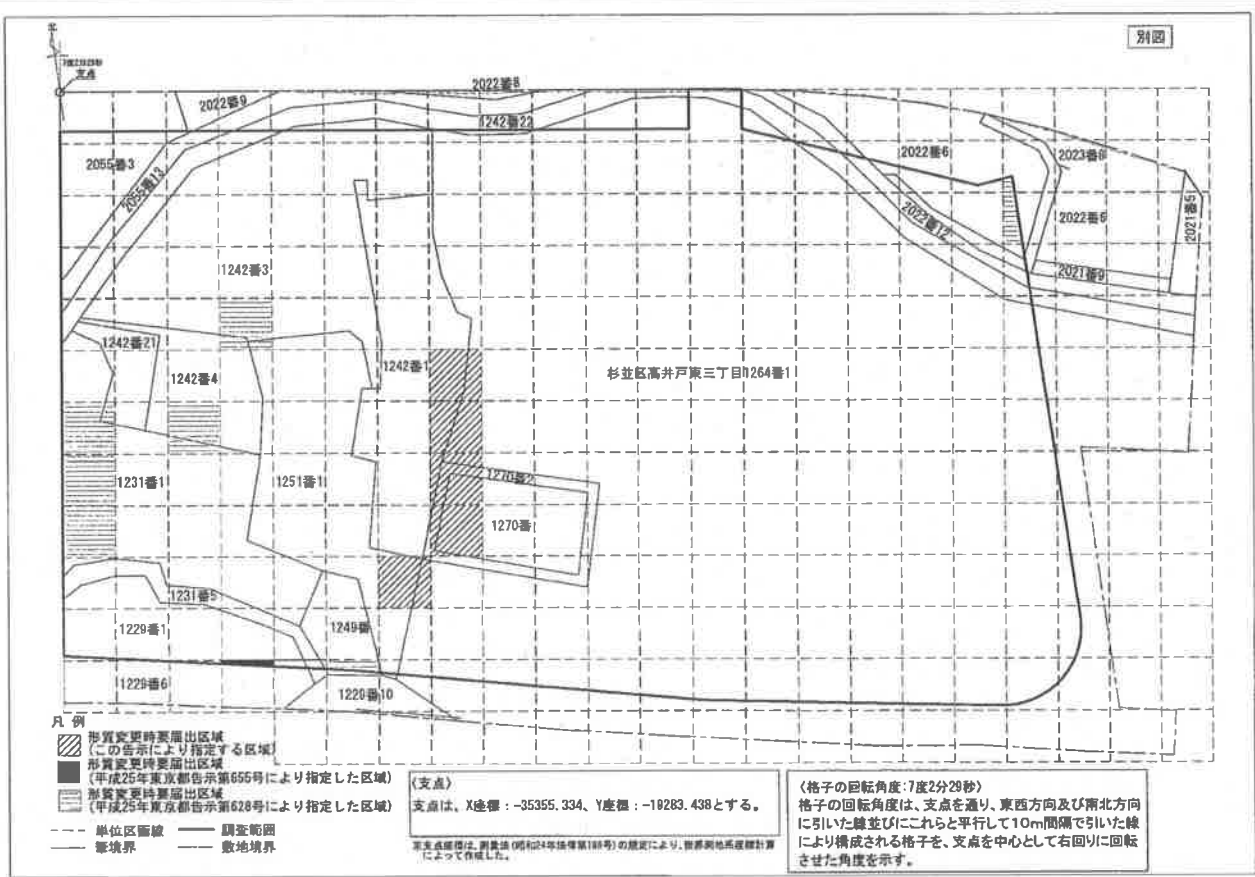 別図
支点
2022番8
2022番9
1242番22
2055番3
2055番13
2022番6
2023番8
2022番5
2021番5
2022番12
2021番9
1242番3
1242番21
1242番4
1242番1
杉並区高井戸東三丁目1264番1
1231番1
1251番1
1270番2
1270番
1231番5
1229番1
1249番
1229番6
1229番10
凡 例
形質変更時要届出区域
(この告示により指定する区域)
形質変更時要届出区域
(平成25年東京都告示第655号により指定した区域)
形質変更時要届出区域
(平成25年東京都告示第628号により指定した区域)
単位区画線 調査範囲
筆境界 敷地境界
〈支点〉
支点は、X座標:-35355.334、Y座標:-19283.438とする。
によって作成した。
〈格子の回転角度:7度2分29秒〉
格子の回転角度は、支点を通り、東西方向及び南北方向
に引いた線並びにこれらと平行して10m間隔で引いた線
により構成される格子を、支点を中心として右回りに回転
させた角度を示す。